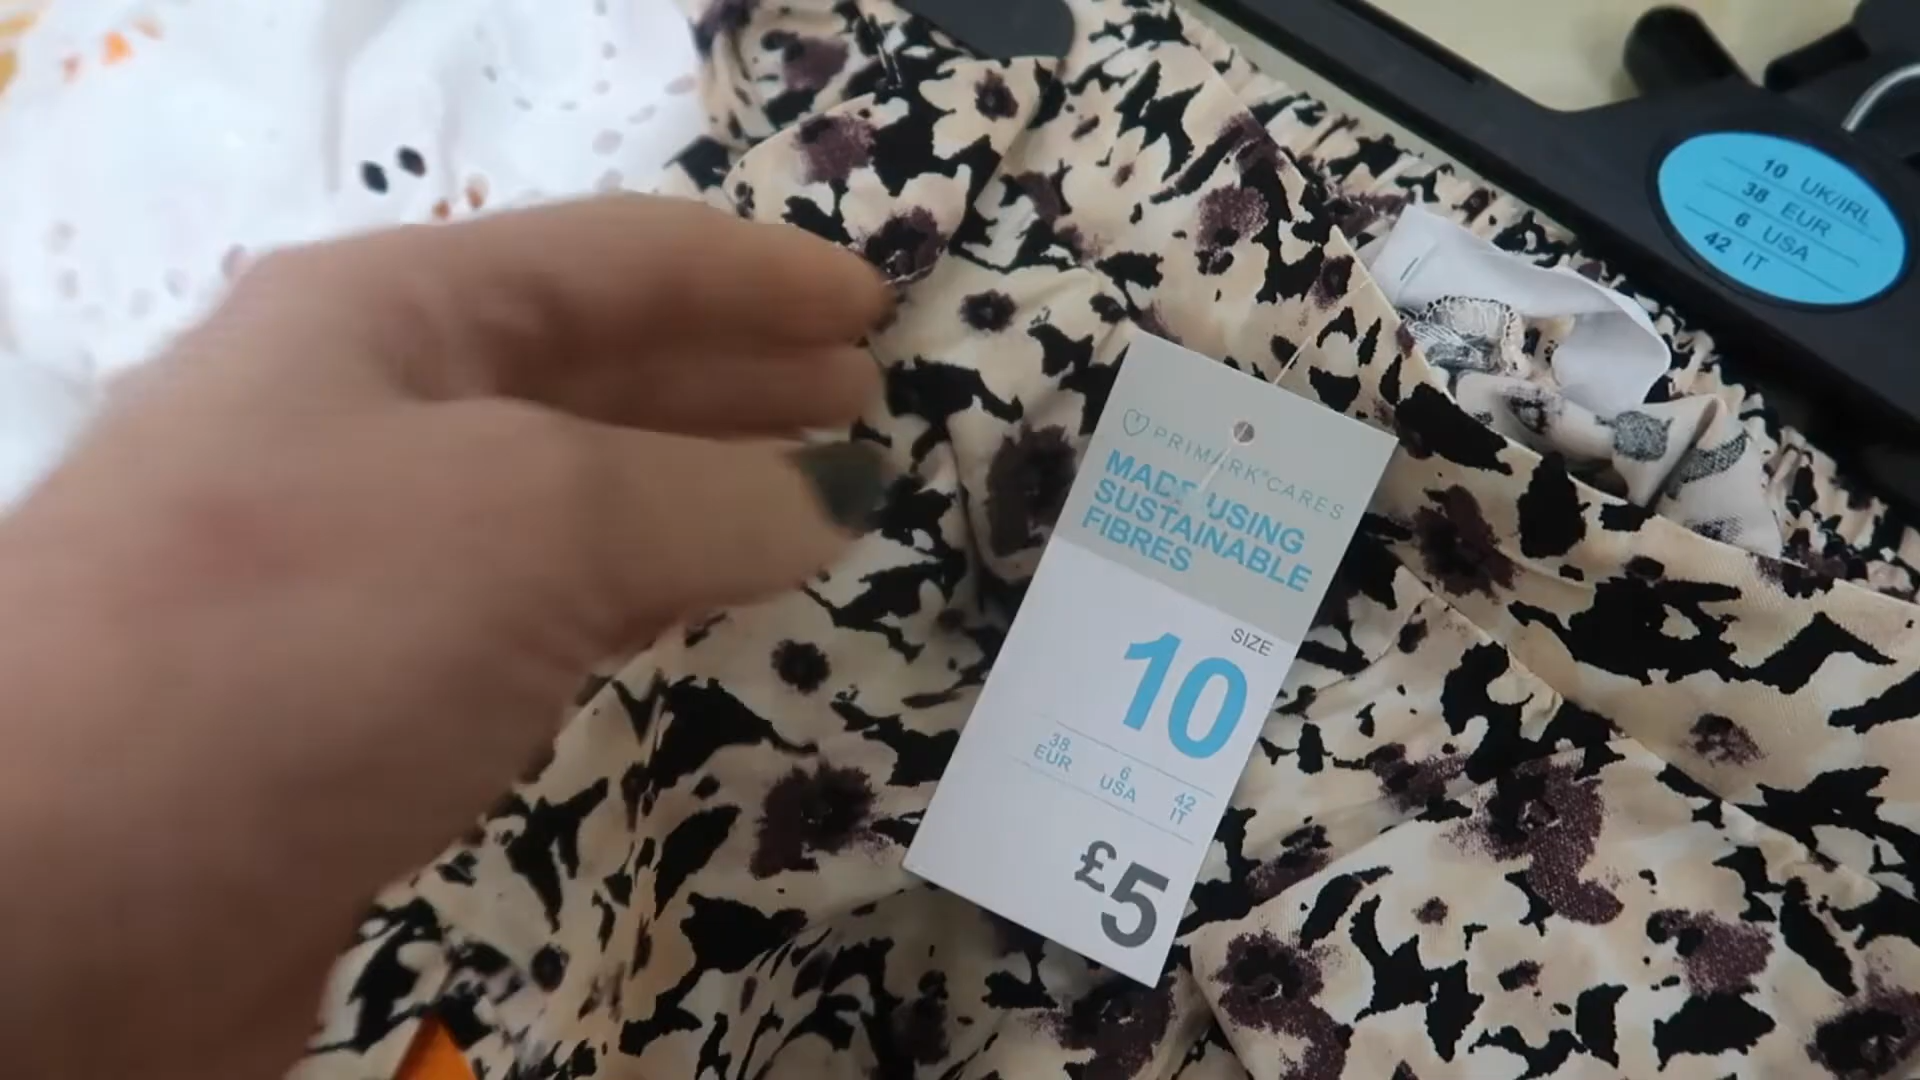 10 UK/IRL
38 EUR
6 USA
42 IT
PRIMARK®CARES
MADE USING
SUSTAINABLE
FIBRES
SIZE
10
38 6 42
EUR USA IT
£5